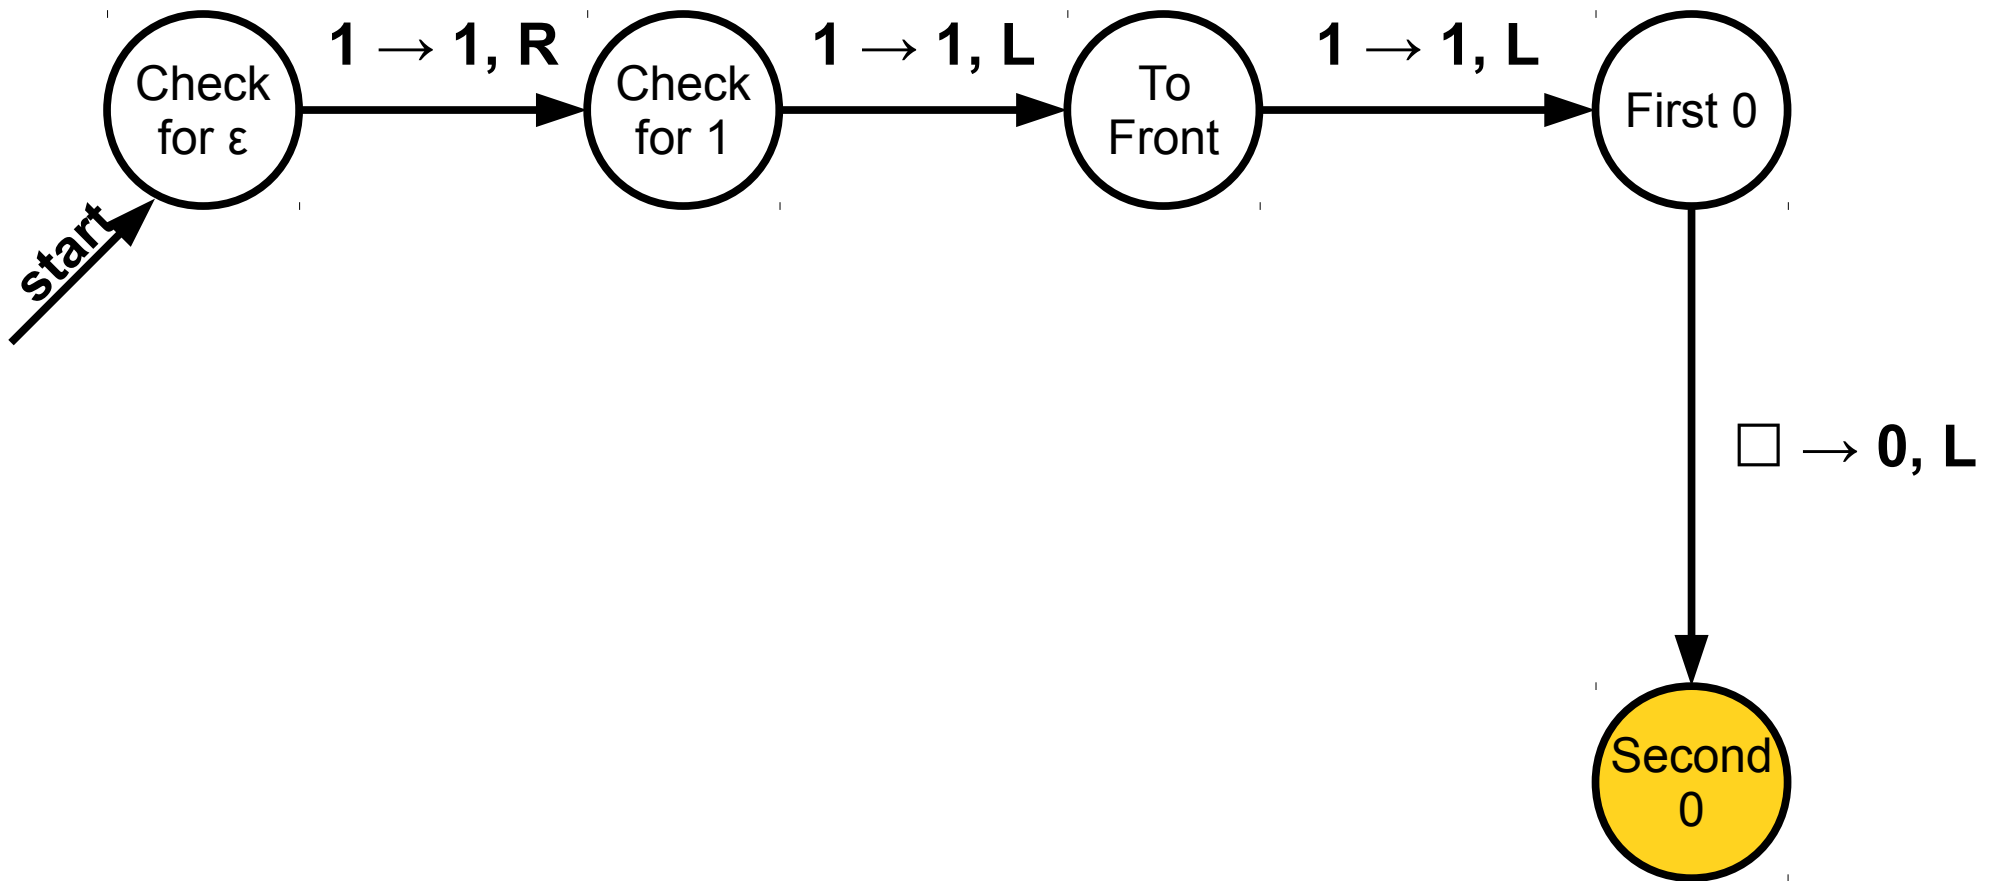 1 → 1, R
1 → 1, L
1 → 1, L
Check
for ε
Check
for 1
To
Front
First 0
start
□ → 0, L
Second
0